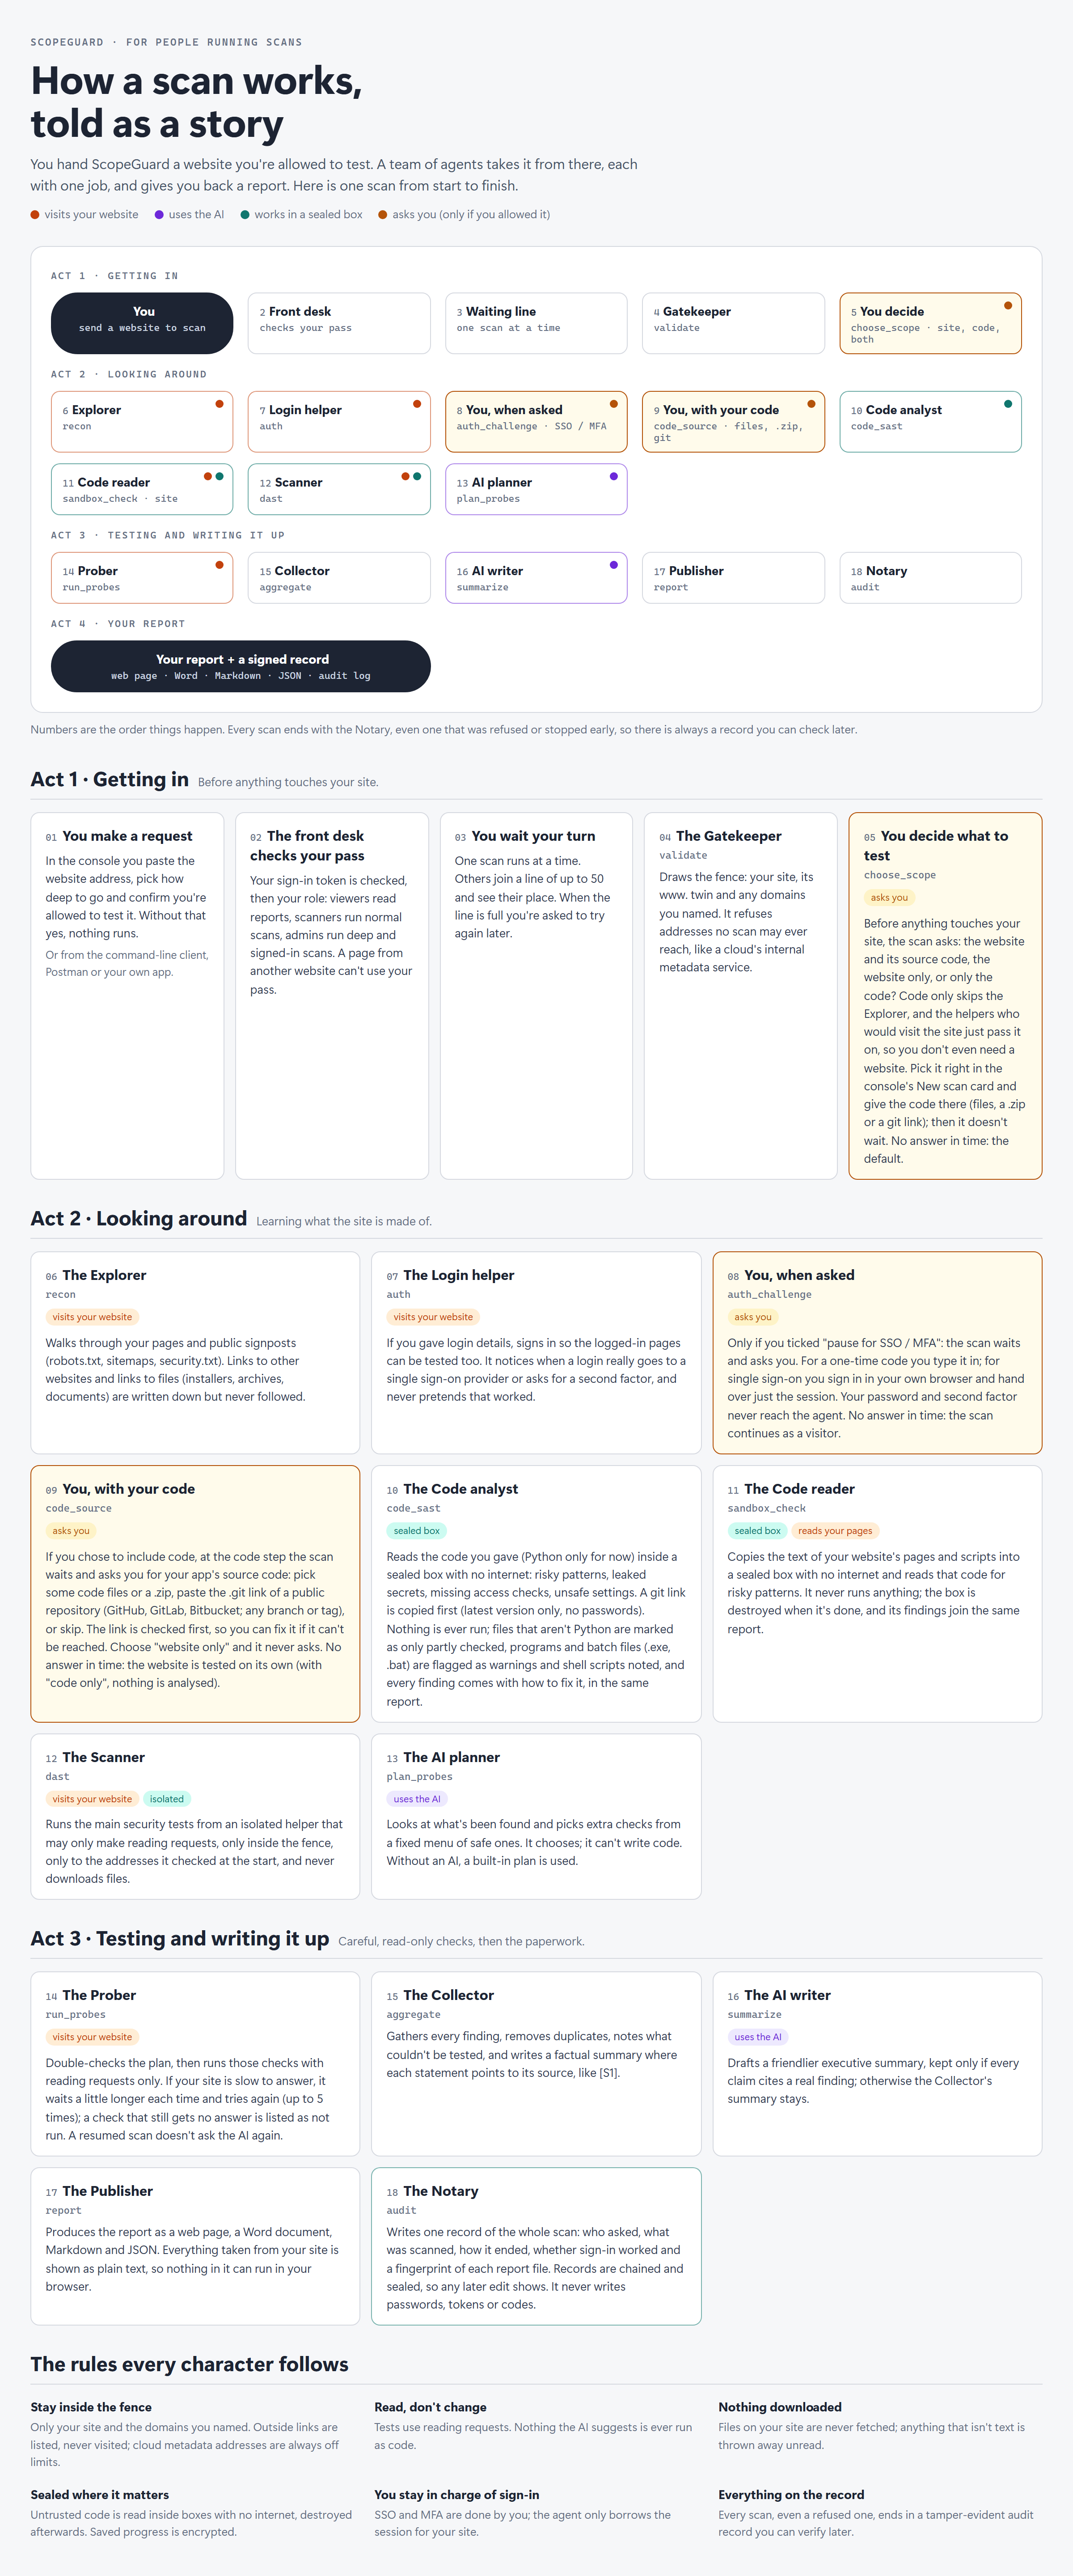 SCOPEGUARD · FOR PEOPLE RUNNING SCANS
How a scan works,
told as a story
You hand ScopeGuard a website you're allowed to test. A team of agents takes it from there, each
with one job, and gives you back a report. Here is one scan from start to finish.
visits your website uses the AI works in a sealed box asks you (only if you allowed it)
ACT 1 · GETTING IN
You
send a website to scan
2 Front desk
checks your pass
3 Waiting line
one scan at a time
4 Gatekeeper
validate
5 You decide
choose_scope · site, code,
both
ACT 2 · LOOKING AROUND
6 Explorer
recon
7 Login helper
auth
8 You, when asked
auth_challenge · SSO / MFA
9 You, with your code
code_source · files, .zip,
git
10 Code analyst
code_sast
11 Code reader
sandbox_check · site
12 Scanner
dast
13 AI planner
plan_probes
ACT 3 · TESTING AND WRITING IT UP
14 Prober
run_probes
15 Collector
aggregate
16 AI writer
summarize
17 Publisher
report
18 Notary
audit
ACT 4 · YOUR REPORT
Your report + a signed record
web page · Word · Markdown · JSON · audit log
Numbers are the order things happen. Every scan ends with the Notary, even one that was refused or stopped early, so there is always a record you can check later.
Act 1 · Getting in Before anything touches your site.
01 You make a request
In the console you paste the
website address, pick how
deep to go and confirm you're
allowed to test it. Without that
yes, nothing runs.
Or from the command-line client,
Postman or your own app.
02 The front desk
checks your pass
Your sign-in token is checked,
then your role: viewers read
reports, scanners run normal
scans, admins run deep and
signed-in scans. A page from
another website can't use your
pass.
03 You wait your turn
One scan runs at a time.
Others join a line of up to 50
and see their place. When the
line is full you're asked to try
again later.
04 The Gatekeeper
validate
Draws the fence: your site, its
www. twin and any domains
you named. It refuses
addresses no scan may ever
reach, like a cloud's internal
metadata service.
05 You decide what to
test
choose_scope
asks you
Before anything touches your
site, the scan asks: the website
and its source code, the
website only, or only the
code? Code only skips the
Explorer, and the helpers who
would visit the site just pass it
on, so you don't even need a
website. Pick it right in the
console's New scan card and
give the code there (files, a .zip
or a git link); then it doesn't
wait. No answer in time: the
default.
Act 2 · Looking around Learning what the site is made of.
06 The Explorer
recon
visits your website
Walks through your pages and public signposts
(robots.txt, sitemaps, security.txt). Links to other
websites and links to files (installers, archives,
documents) are written down but never followed.
07 The Login helper
auth
visits your website
If you gave login details, signs in so the logged-in pages
can be tested too. It notices when a login really goes to a
single sign-on provider or asks for a second factor, and
never pretends that worked.
08 You, when asked
auth_challenge
asks you
Only if you ticked "pause for SSO / MFA": the scan waits
and asks you. For a one-time code you type it in; for
single sign-on you sign in in your own browser and hand
over just the session. Your password and second factor
never reach the agent. No answer in time: the scan
continues as a visitor.
09 You, with your code
code_source
asks you
If you chose to include code, at the code step the scan
waits and asks you for your app's source code: pick
some code files or a .zip, paste the .git link of a public
repository (GitHub, GitLab, Bitbucket; any branch or tag),
or skip. The link is checked first, so you can fix it if it can't
be reached. Choose "website only" and it never asks. No
answer in time: the website is tested on its own (with
"code only", nothing is analysed).
10 The Code analyst
code_sast
sealed box
Reads the code you gave (Python only for now) inside a
sealed box with no internet: risky patterns, leaked
secrets, missing access checks, unsafe settings. A git link
is copied first (latest version only, no passwords).
Nothing is ever run; files that aren't Python are marked
as only partly checked, programs and batch files (.exe,
.bat) are flagged as warnings and shell scripts noted, and
every finding comes with how to fix it, in the same
report.
11 The Code reader
sandbox_check
sealed box reads your pages
Copies the text of your website's pages and scripts into
a sealed box with no internet and reads that code for
risky patterns. It never runs anything; the box is
destroyed when it's done, and its findings join the same
report.
12 The Scanner
dast
visits your website isolated
Runs the main security tests from an isolated helper that
may only make reading requests, only inside the fence,
only to the addresses it checked at the start, and never
downloads files.
13 The AI planner
plan_probes
uses the AI
Looks at what's been found and picks extra checks from
a fixed menu of safe ones. It chooses; it can't write code.
Without an AI, a built-in plan is used.
Act 3 · Testing and writing it up Careful, read-only checks, then the paperwork.
14 The Prober
run_probes
visits your website
Double-checks the plan, then runs those checks with
reading requests only. If your site is slow to answer, it
waits a little longer each time and tries again (up to 5
times); a check that still gets no answer is listed as not
run. A resumed scan doesn't ask the AI again.
15 The Collector
aggregate
Gathers every finding, removes duplicates, notes what
couldn't be tested, and writes a factual summary where
each statement points to its source, like [S1].
16 The AI writer
summarize
uses the AI
Drafts a friendlier executive summary, kept only if every
claim cites a real finding; otherwise the Collector's
summary stays.
17 The Publisher
report
Produces the report as a web page, a Word document,
Markdown and JSON. Everything taken from your site is
shown as plain text, so nothing in it can run in your
browser.
18 The Notary
audit
Writes one record of the whole scan: who asked, what
was scanned, how it ended, whether sign-in worked and
a fingerprint of each report file. Records are chained and
sealed, so any later edit shows. It never writes
passwords, tokens or codes.
The rules every character follows
Stay inside the fence
Only your site and the domains you named. Outside links are
listed, never visited; cloud metadata addresses are always off
limits.
Read, don't change
Tests use reading requests. Nothing the AI suggests is ever run
as code.
Nothing downloaded
Files on your site are never fetched; anything that isn't text is
thrown away unread.
Sealed where it matters
Untrusted code is read inside boxes with no internet, destroyed
afterwards. Saved progress is encrypted.
You stay in charge of sign-in
SSO and MFA are done by you; the agent only borrows the
session for your site.
Everything on the record
Every scan, even a refused one, ends in a tamper-evident audit
record you can verify later.